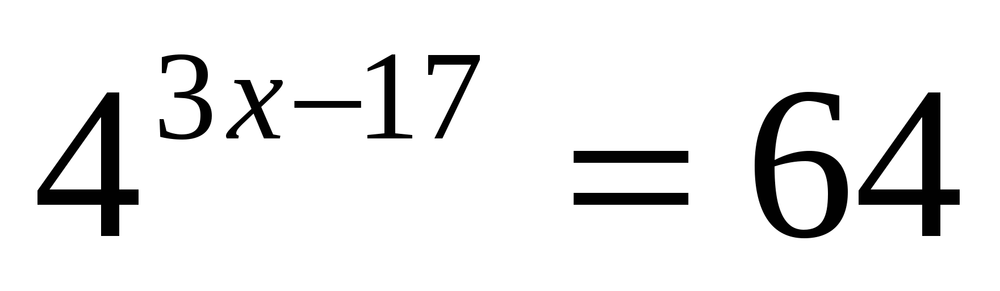 4^{3x−17} = 64